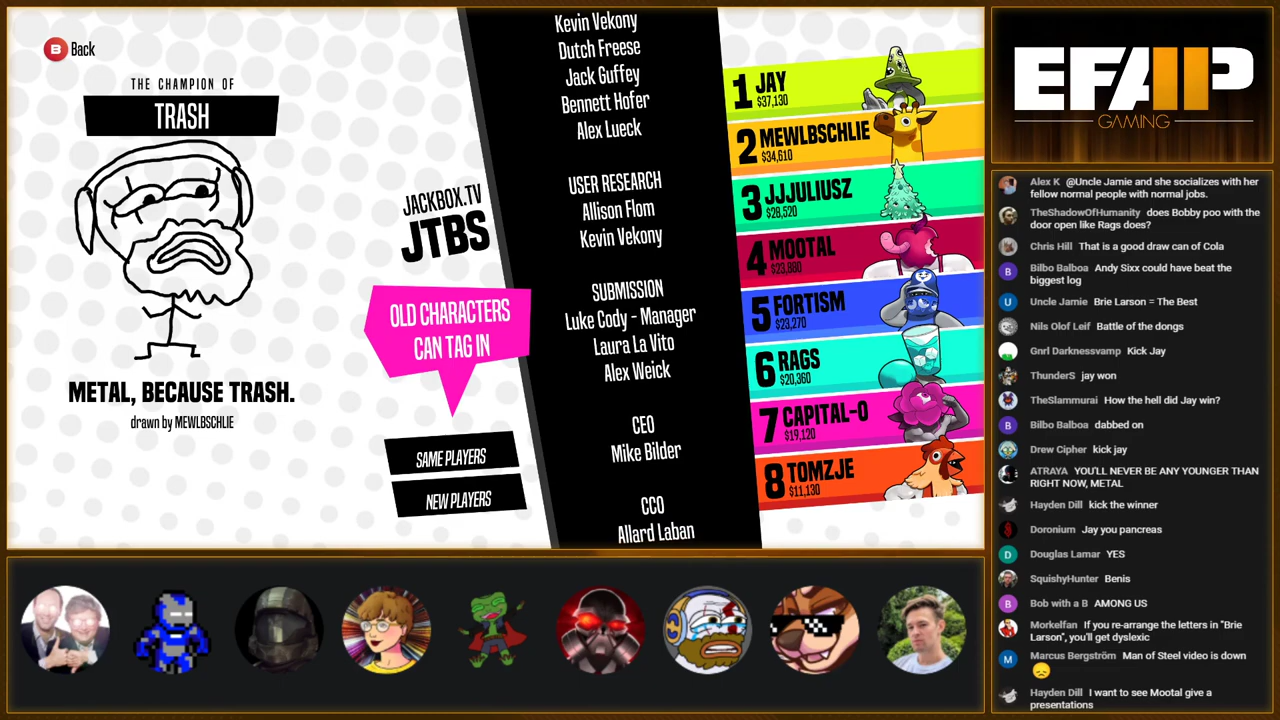 B Back
THE CHAMPION OF
TRASH
METAL, BECAUSE TRASH.
drawn by MEWLBSCHLIE
JACKBOX.TV
JTBS
OLD CHARACTERS
CAN TAG IN
SAME PLAYERS
NEW PLAYERS
Kevin Vekony
Dutch Freese
Jack Guffey
Bennett Hofer
Alex Lueck
USER RESEARCH
Allison Flom
Kevin Vekony
SUBMISSION
Luke Cody - Manager
Laura La Vito
Alex Weick
CEO
Mike Bilder
CCO
Allard Laban
1 JAY
$37,130
2 MEWLBSCHLIE
$34,610
3 JJJULIUSZ
$28,520
4 MOOTAL
$23,880
5 FORTISM
$23,270
6 RAGS
$20,360
7 CAPITAL-O
$19,120
8 TOMZJE
$11,130
EFAP
GAMING
Alex K @Uncle Jamie and she socializes with her
fellow normal people with normal jobs.
TheShadowOfHumanity does Bobby poo with the
door open like Rags does?
Chris Hill That is a good draw can of Cola
B Bilbo Balboa Andy Sixx could have beat the
biggest log
U Uncle Jamie Brie Larson = The Best
Nils Olof Leif Battle of the dongs
Gnrl Darknessvamp Kick Jay
ThunderS jay won
TheSlammurai How the hell did Jay win?
B Bilbo Balboa dabbed on
Drew Cipher kick jay
ATRAYA YOU'LL NEVER BE ANY YOUNGER THAN
RIGHT NOW, METAL
Hayden Dill kick the winner
Doronium Jay you pancreas
D Douglas Lamar YES
SquishyHunter Benis
B Bob with a B AMONG US
Morkelfan If you re-arrange the letters in "Brie
Larson", you'll get dyslexic
M Marcus Bergström Man of Steel video is down
Hayden Dill I want to see Mootal give a
presentations